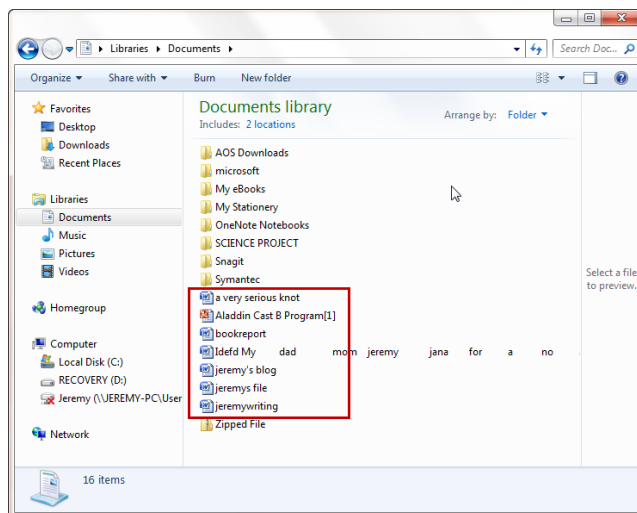 Libraries Documents
Search Doc...
Organize Share with Burn New folder
Favorites
Desktop
Downloads
Recent Places
Libraries
Documents
Music
Pictures
Videos
Homegroup
Computer
Local Disk (C:)
RECOVERY (D:)
Jeremy (\\JEREMY-PC\User
Network
Documents library
Includes: 2 locations
Arrange by: Folder
AOS Downloads
microsoft
My eBooks
My Stationery
OneNote Notebooks
SCIENCE PROJECT
Snagit
Symantec
a very serious knot
Aladdin Cast B Program[1]
bookreport
Idefd My dad mom jeremy jana for a no
jeremy's blog
jeremys file
jeremywriting
Zipped File
Select a file
to preview.
16 items